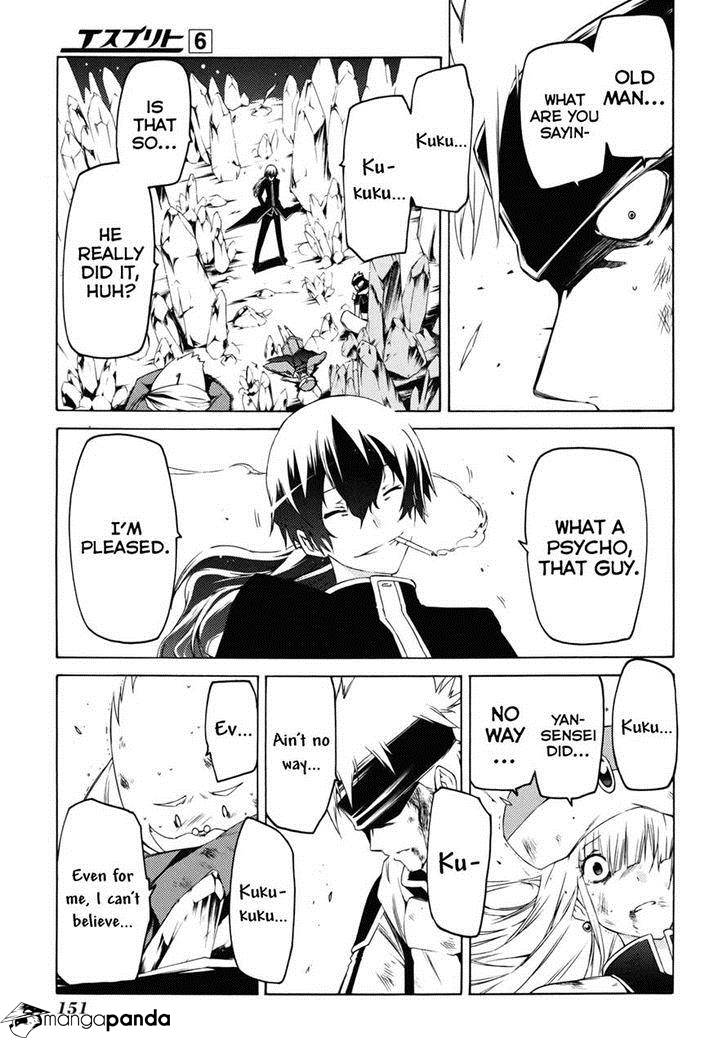 エスプリト 6
OLD
MAN...
WHAT
ARE YOU
SAYIN-
Kuku...
Ku-
kuku...
IS
THAT
SO...
HE
REALLY
DID IT,
HUH?
WHAT A
PSYCHO,
THAT GUY.
I'M
PLEASED.
Kuku...
YAN-
SENSEI
DID...
NO
WAY
...
Ain't no
way...
Ku-
Ev...
Kuku-
kuku...
Even for
me, I can't
believe...
151
mangapanda